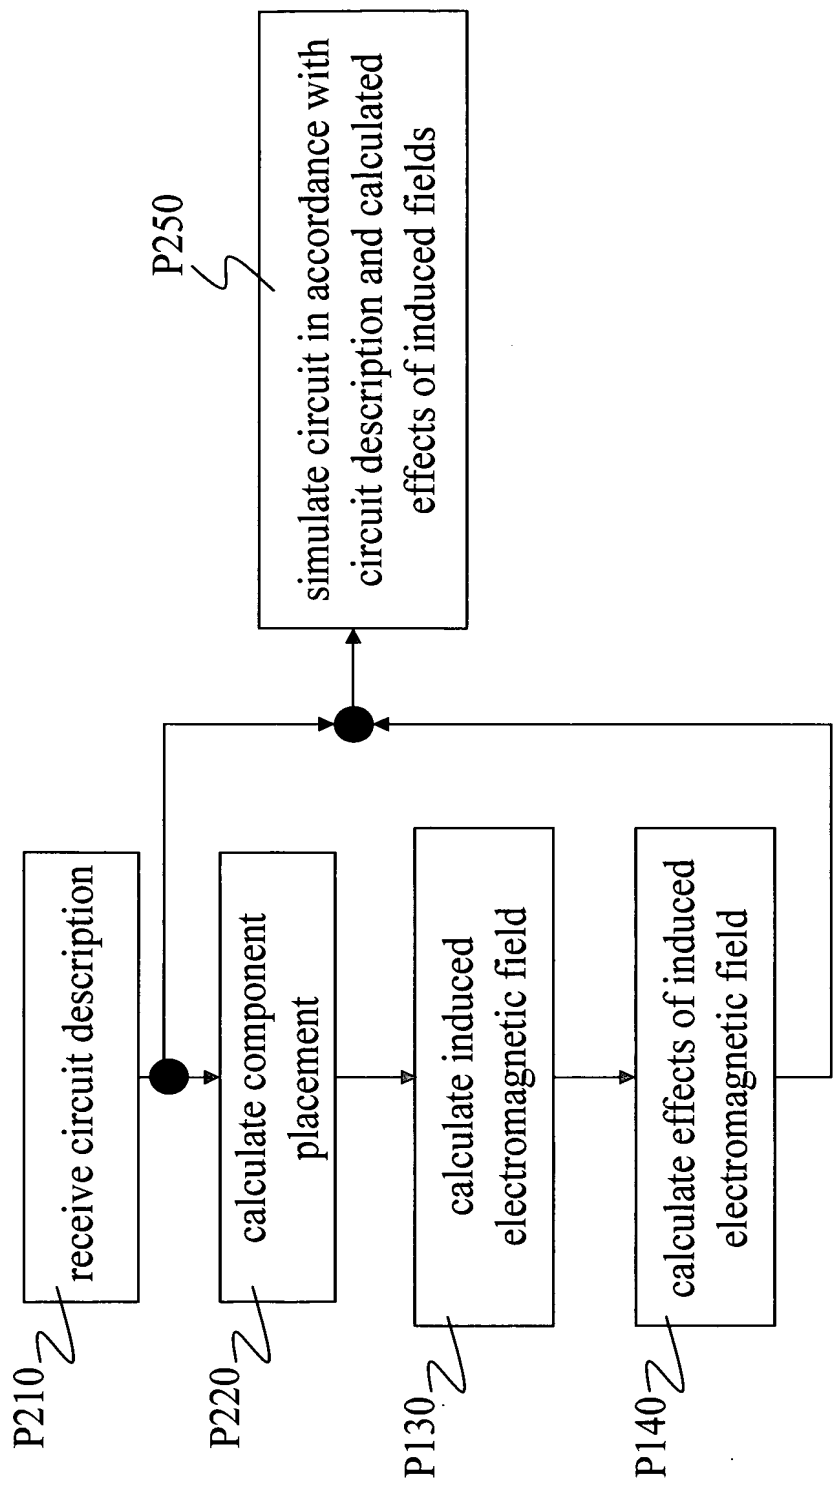 P210
receive circuit description
P220
calculate component
placement
P130
calculate induced
electromagnetic field
P140
calculate effects of induced
electromagnetic field
P250
simulate circuit in accordance with
circuit description and calculated
effects of induced fields